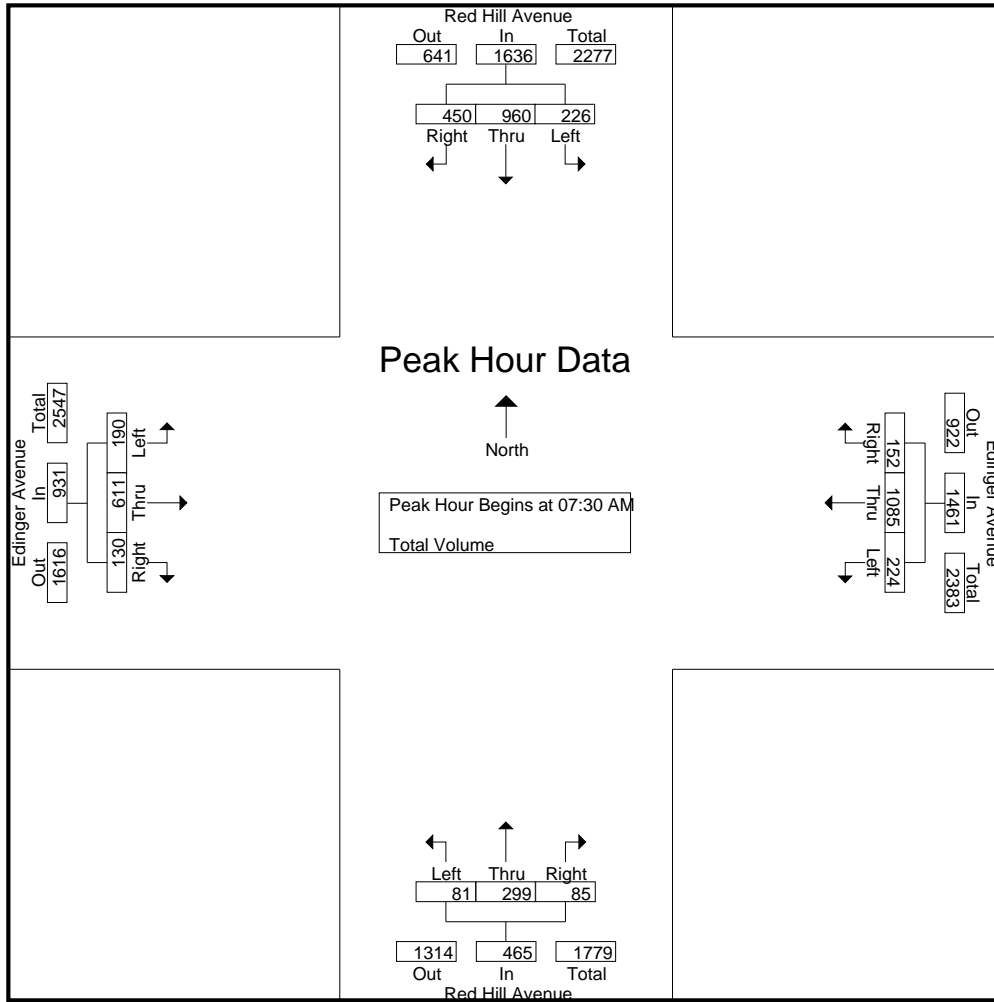 Red Hill Avenue
Out In Total
641 1636 2277
450 960 226
Right Thru Left
Peak Hour Data
North
Peak Hour Begins at 07:30 AM
Total Volume
Edinger Avenue
Out In Total
1616 931 2547
130 611 190
Right Thru Left
Edinger Avenue
Out In Total
922 1461 2383
152 1085 224
Right Thru Left
Left Thru Right
81 299 85
1314 465 1779
Out In Total
Red Hill Avenue